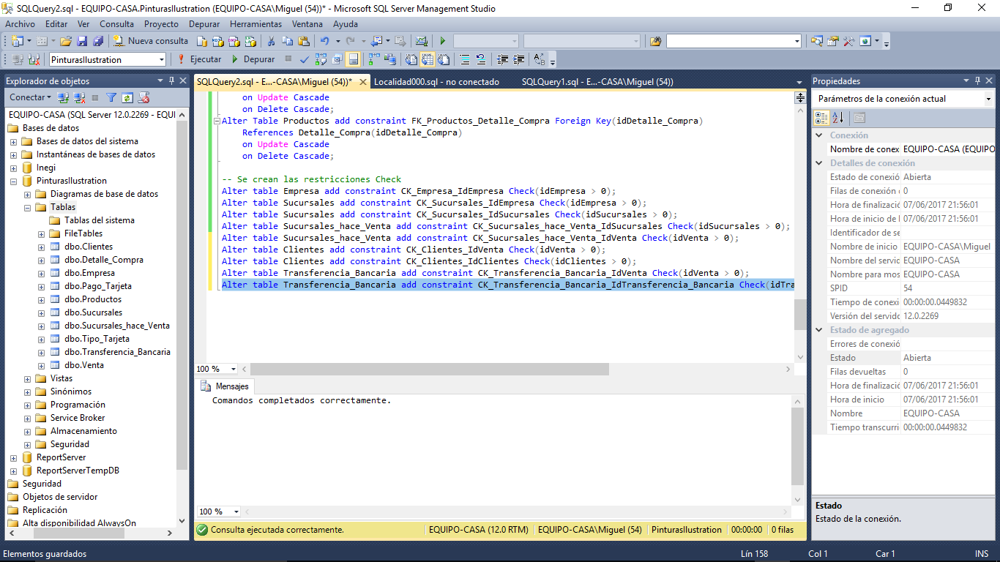 SQLQuery2.sql - EQUIPO-CASA.PinturasIlustration (EQUIPO-CASA\Miguel (54))* - Microsoft SQL Server Management Studio
Archivo Editar Ver Consulta Proyecto Depurar Herramientas Ventana Ayuda
Nueva consulta
PinturasIlustration Ejecutar Depurar
Explorador de objetos
Conectar
EQUIPO-CASA (SQL Server 12.0.2269 - EQUI
Bases de datos
Bases de datos del sistema
Instantáneas de bases de datos
Inegi
PinturasIlustration
Diagramas de base de datos
Tablas
Tablas del sistema
FileTables
dbo.Clientes
dbo.Detalle_Compra
dbo.Empresa
dbo.Pago_Tarjeta
dbo.Productos
dbo.Sucursales
dbo.Sucursales_hace_Venta
dbo.Tipo_Tarjeta
dbo.Transferencia_Bancaria
dbo.Venta
Vistas
Sinónimos
Programación
Service Broker
Almacenamiento
Seguridad
ReportServer
ReportServerTempDB
Seguridad
Objetos de servidor
Replicación
Alta disponibilidad AlwaysOn
SQLQuery2.sql - E...-CASA\Miguel (54))* Localidad000.sql - no conectado SQLQuery1.sql - E...-CASA\Miguel (54))
on Update Cascade
on Delete Cascade;
Alter Table Productos add constraint FK_Productos_Detalle_Compra Foreign Key(idDetalle_Compra)
References Detalle_Compra(idDetalle_Compra)
on Update Cascade
on Delete Cascade;
-- Se crean las restricciones Check
Alter table Empresa add constraint CK_Empresa_IdEmpresa Check(idEmpresa > 0);
Alter table Sucursales add constraint CK_Sucursales_IdEmpresa Check(idEmpresa > 0);
Alter table Sucursales add constraint CK_Sucursales_IdSucursales Check(idSucursales > 0);
Alter table Sucursales_hace_Venta add constraint CK_Sucursales_hace_Venta_IdSucursales Check(idSucursales > 0);
Alter table Sucursales_hace_Venta add constraint CK_Sucursales_hace_Venta_IdVenta Check(idVenta > 0);
Alter table Clientes add constraint CK_Clientes_IdVenta Check(idVenta > 0);
Alter table Clientes add constraint CK_Clientes_IdClientes Check(idClientes > 0);
Alter table Transferencia_Bancaria add constraint CK_Transferencia_Bancaria_IdVenta Check(idVenta > 0);
Alter table Transferencia_Bancaria add constraint CK_Transferencia_Bancaria_IdTransferencia_Bancaria Check(idTra
100 %
Mensajes
Comandos completados correctamente.
100 %
Consulta ejecutada correctamente. EQUIPO-CASA (12.0 RTM) EQUIPO-CASA\Miguel (54) PinturasIlustration 00:00:00 0 filas
Propiedades
Parámetros de la conexión actual
Conexión
Nombre de conex EQUIPO-CASA (EQUIPO
Detalles de conexión
Estado de conexió Abierta
Filas de conexión 0
Hora de finalizació 07/06/2017 21:56:01
Hora de inicio de l 07/06/2017 21:56:01
Identificador de se
Nombre de inicio EQUIPO-CASA\Miguel
Nombre del servid EQUIPO-CASA
Nombre para mos EQUIPO-CASA
SPID 54
Tiempo de conexi 00:00:00.0449832
Versión del servido 12.0.2269
Estado de agregado
Errores de conexió
Estado Abierta
Filas devueltas 0
Hora de finalizació 07/06/2017 21:56:01
Hora de inicio 07/06/2017 21:56:01
Nombre EQUIPO-CASA
Tiempo transcurri 00:00:00.0449832
Estado
Estado de la conexión.
Elementos guardados Lín 158 Col 1 Car 1 INS